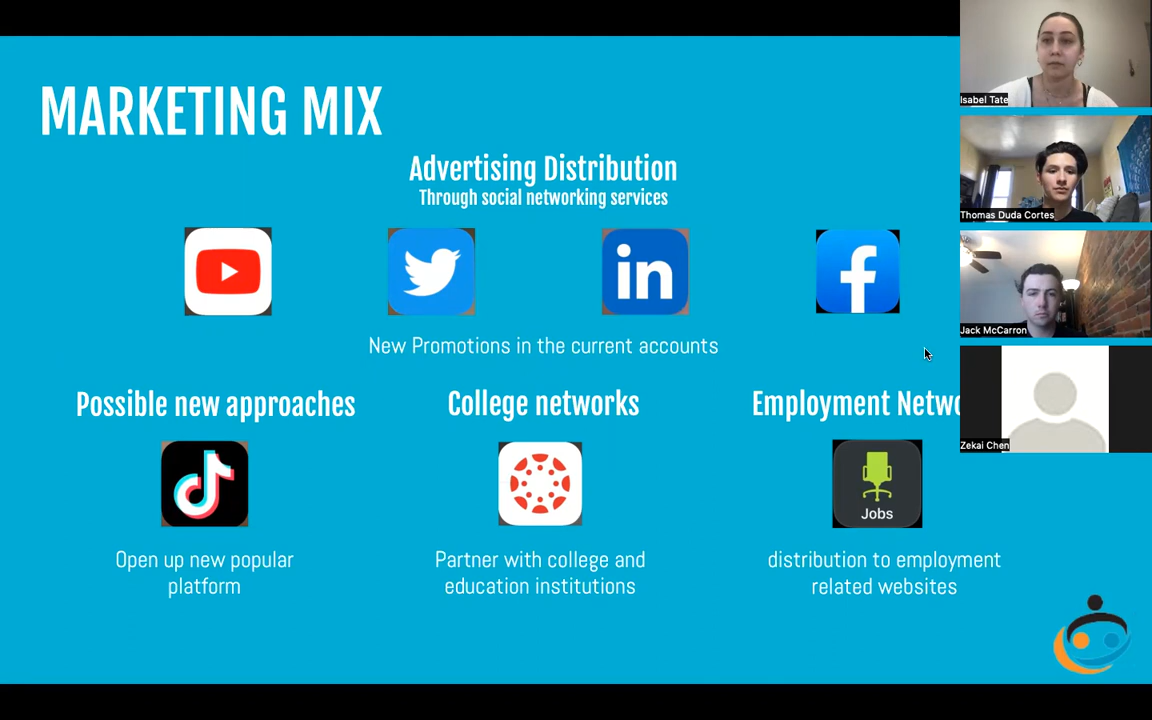 MARKETING MIX
Advertising Distribution
Through social networking services
in
f
New Promotions in the current accounts
Possible new approaches
College networks
Employment Netwo
Jobs
Open up new popular
platform
Partner with college and
education institutions
distribution to employment
related websites
Isabel Tate
Thomas Duda Cortes
Jack McCarron
Zekai Chen